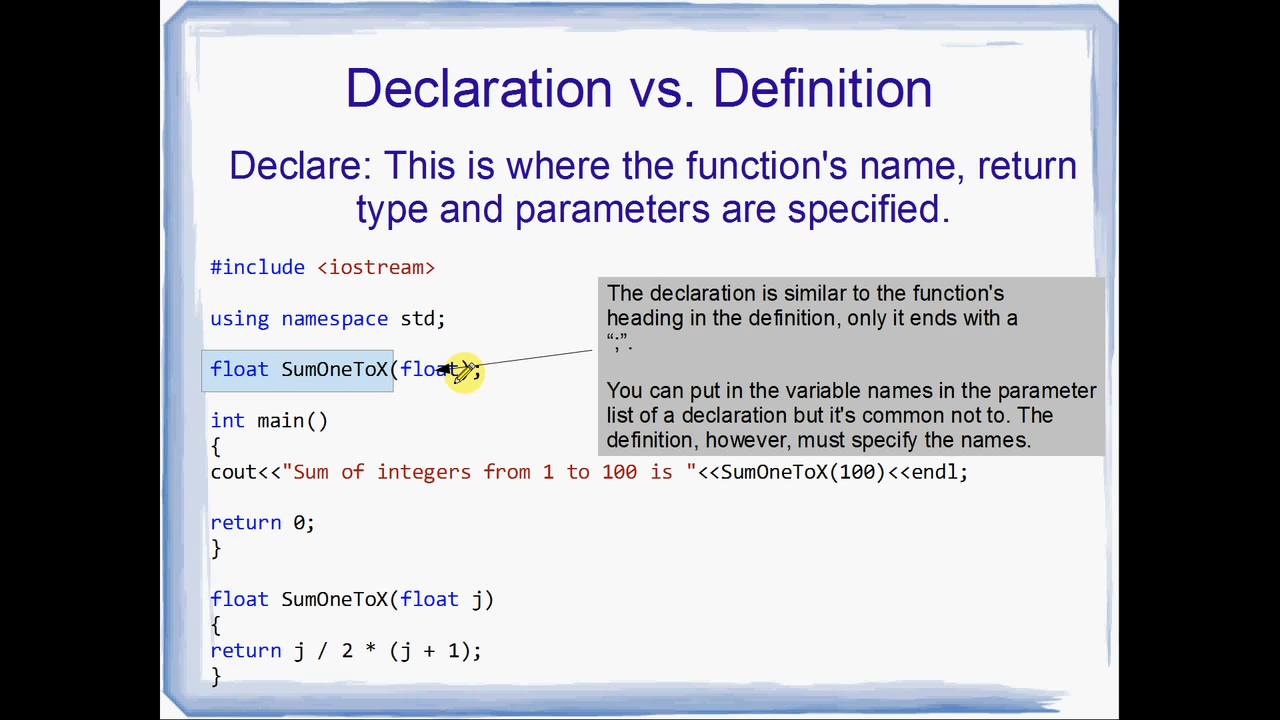 Declaration vs. Definition
Declare: This is where the function's name, return
type and parameters are specified.
#include <iostream>
using namespace std;
float SumOneToX(float);
The declaration is similar to the function's
heading in the definition, only it ends with a
“;”.
You can put in the variable names in the parameter
list of a declaration but it's common not to. The
definition, however, must specify the names.
int main()
{
cout<<"Sum of integers from 1 to 100 is "<<SumOneToX(100)<<endl;
return 0;
}
float SumOneToX(float j)
{
return j / 2 * (j + 1);
}